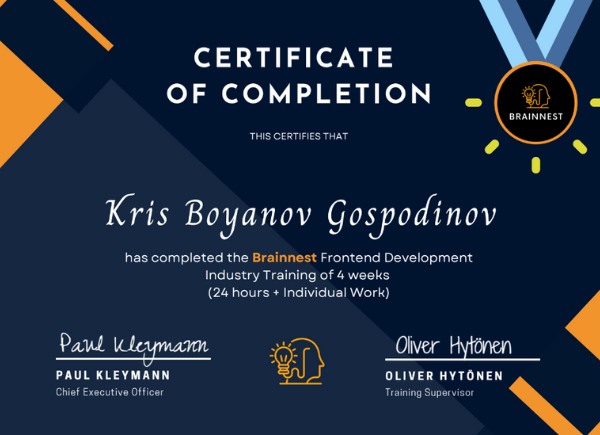 CERTIFICATE
OF COMPLETION
BRAINNEST
THIS CERTIFIES THAT
Kris Boyanov Gospodinov
has completed the Brainnest Frontend Development
Industry Training of 4 weeks
(24 hours + Individual Work)
Paul Kleymann
PAUL KLEYMANN
Chief Executive Officer
Oliver Hytönen
OLIVER HYTÖNEN
Training Supervisor